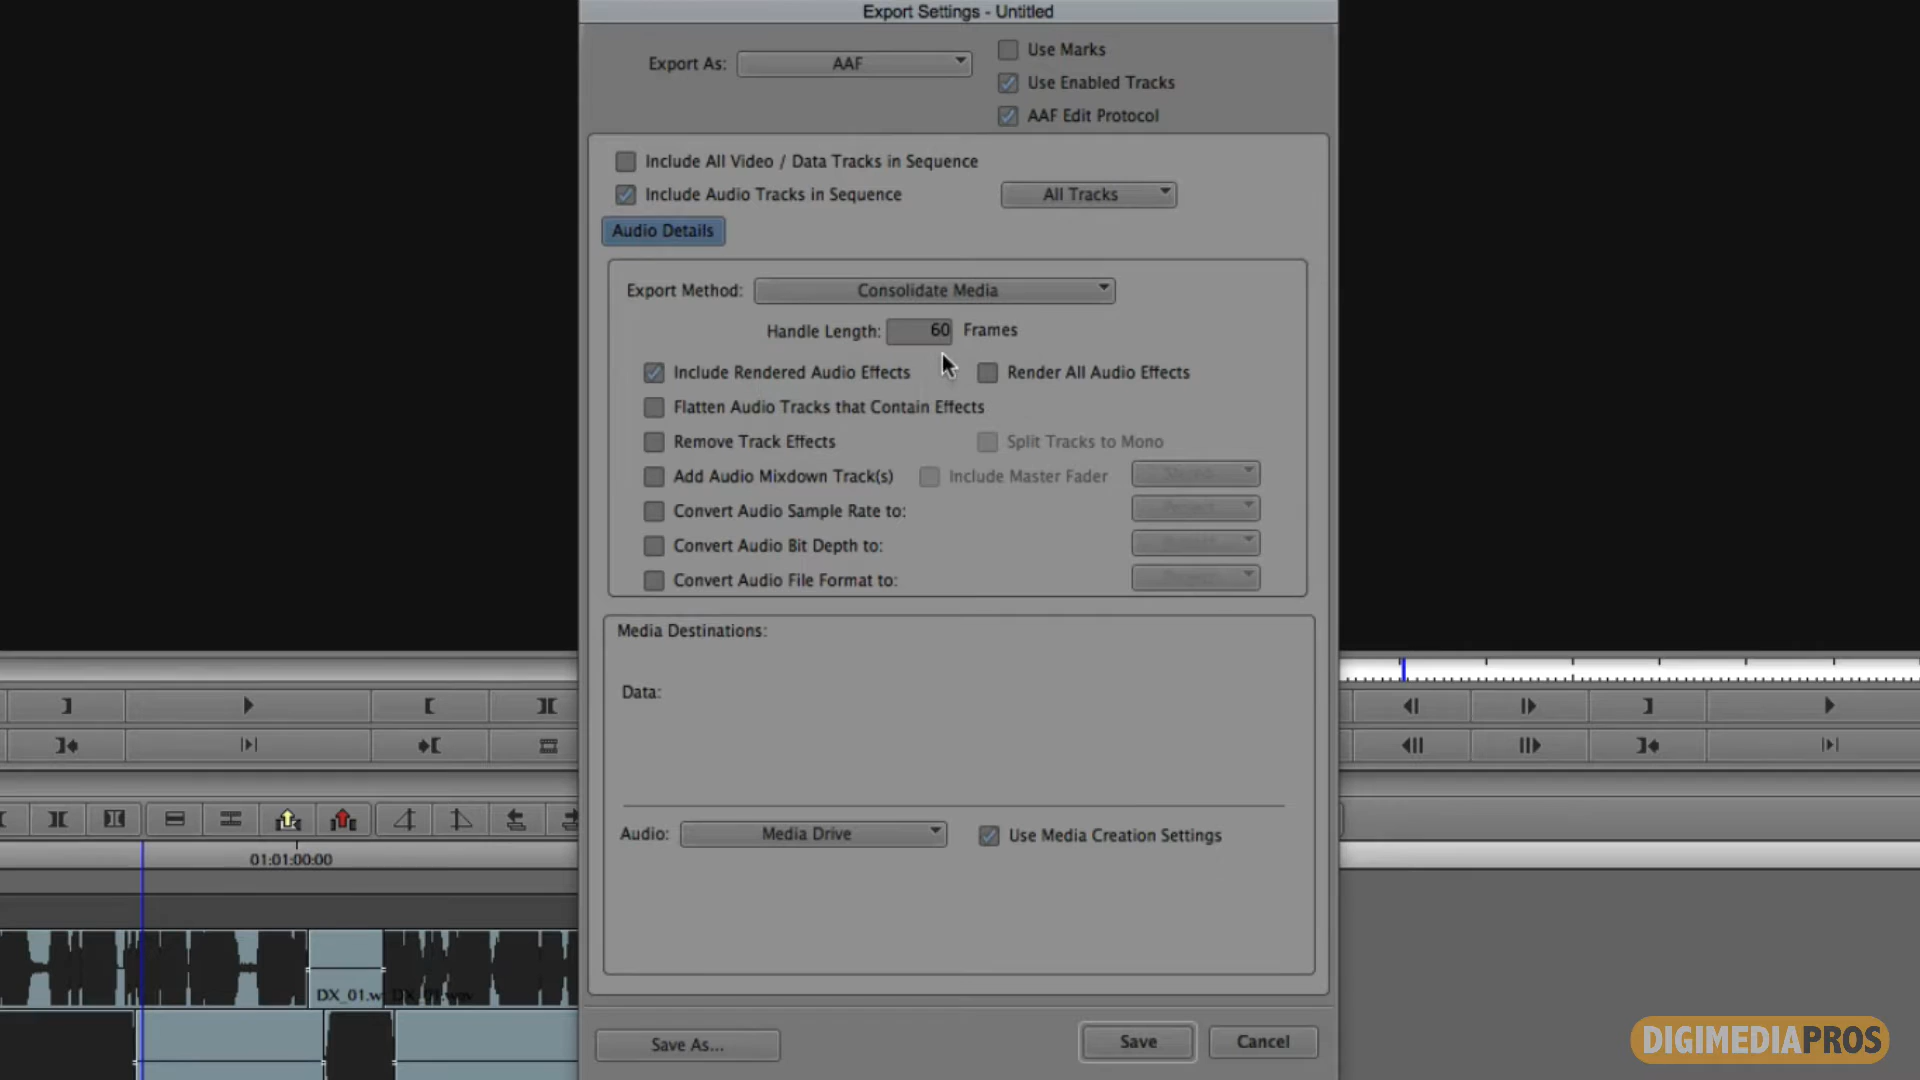 Export Settings - Untitled
Export As: AAF
Use Marks
Use Enabled Tracks
AAF Edit Protocol
Include All Video / Data Tracks in Sequence
Include Audio Tracks in Sequence All Tracks
Audio Details
Export Method: Consolidate Media
Handle Length: 60 Frames
Include Rendered Audio Effects Render All Audio Effects
Flatten Audio Tracks that Contain Effects
Remove Track Effects Split Tracks to Mono
Add Audio Mixdown Track(s) Include Master Fader
Convert Audio Sample Rate to:
Convert Audio Bit Depth to:
Convert Audio File Format to:
Media Destinations:
Data:
Audio: Media Drive Use Media Creation Settings
01:01:00:00
DX_01.w
Save As... Save Cancel
DIGIMEDIAPROS